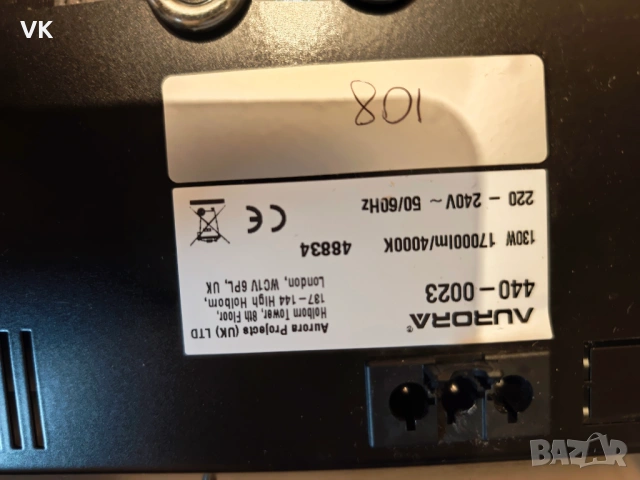 VK
AURORA®
440-0023
130W 17000lm/4000K 48834
220 - 240V ~ 50/60Hz
CE
Aurora Projects (UK) LTD
Holborn Tower, 8th Floor,
137-144 High Holborn,
London, WC1V 6PL, UK
108
BAZAR